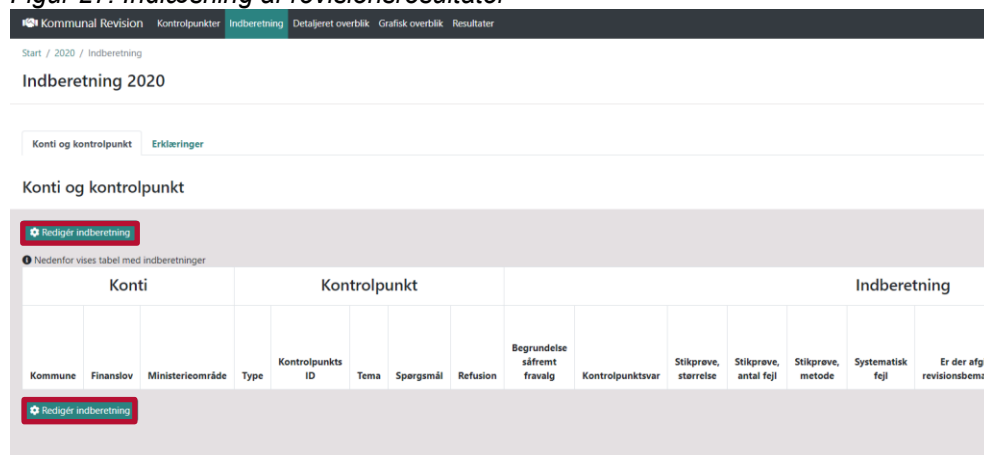 Figur 27: Indlæsning af revisionsresultater
Kommunal Revision Kontrolpunkter Indberetning Detaljeret overblik Grafisk overblik Resultater
Start / 2020 / Indberetning
Indberetning 2020
Konti og kontrolpunkt Erklæringer
Konti og kontrolpunkt
Redigér indberetning
Nedenfor vises tabel med indberetninger
Konti Kontrolpunkt Indberetning
Kommune Finanslov Ministerieområde Type Kontrolpunkts ID Tema Spørgsmål Refusion Begrundelse såfremt fravalg Kontrolpunktsvar Stikprøve, størrelse Stikprøve, antal fejl Stikprøve, metode Systematisk fejl Er der afgi revisionsbema
Redigér indberetning